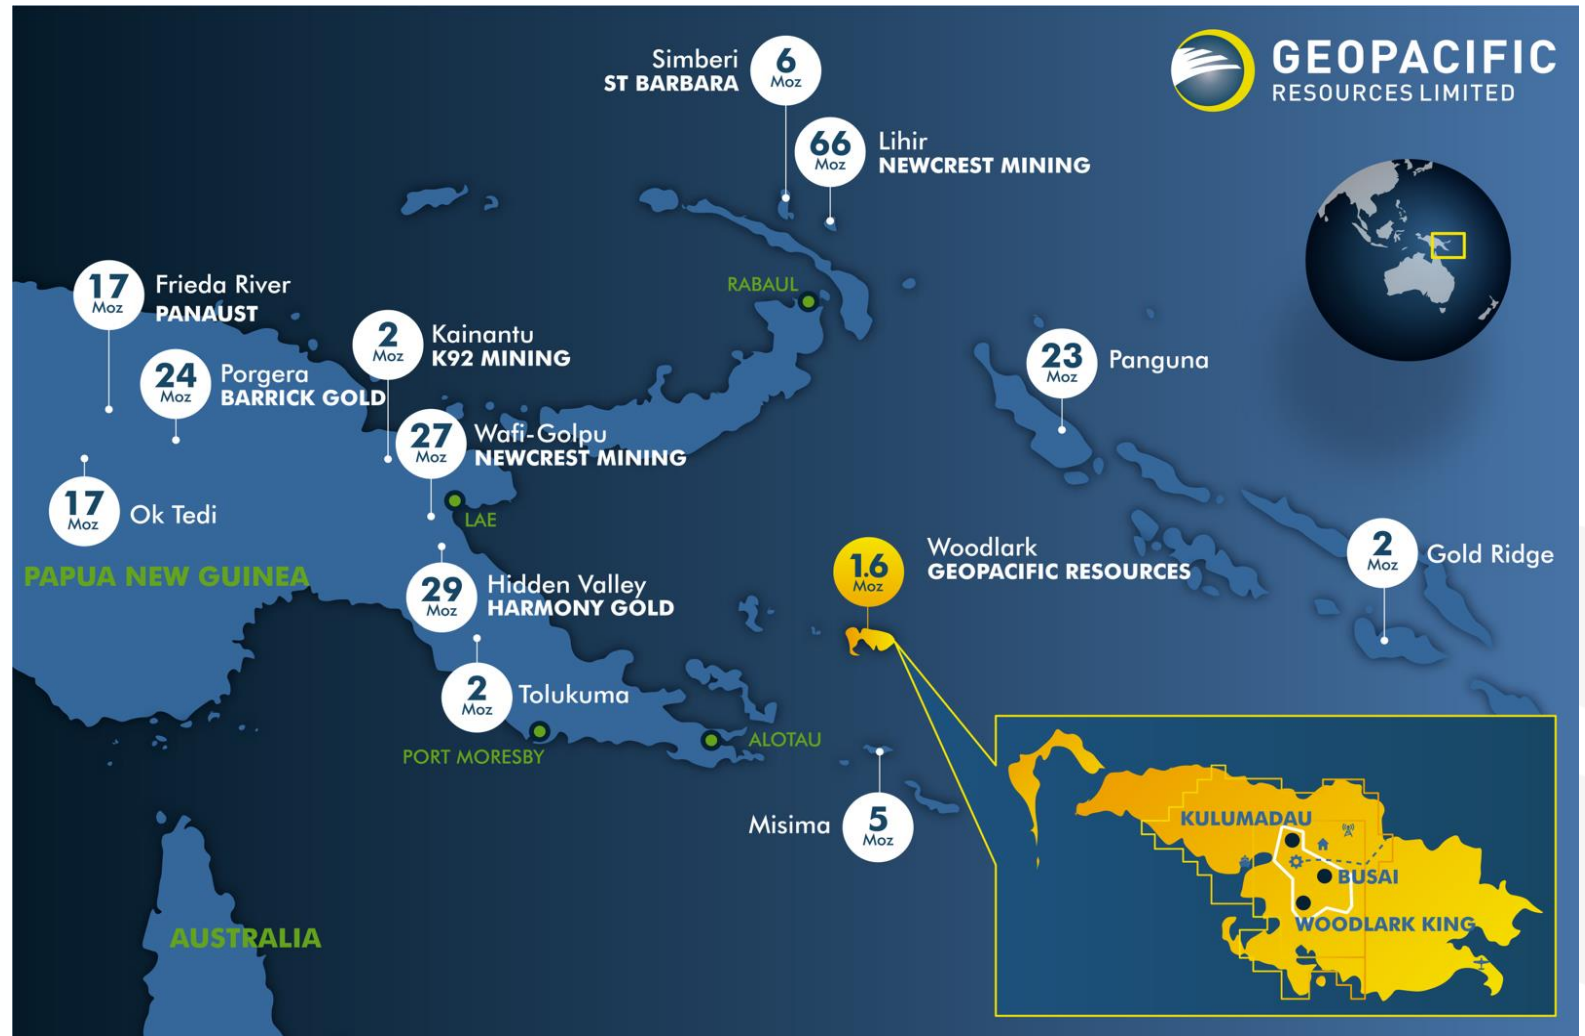 GEOPACIFIC
RESOURCES LIMITED
Simberi
ST BARBARA
6
Moz
66
Moz
Lihir
NEWCREST MINING
17
Moz
Frieda River
PANAUST
2
Moz
Kainantu
K92 MINING
RABAUL
24
Moz
Porgera
BARRICK GOLD
23
Moz
Panguna
27
Moz
Wafi-Golpu
NEWCREST MINING
17
Moz
Ok Tedi
LAE
PAPUA NEW GUINEA
29
Moz
Hidden Valley
HARMONY GOLD
1.6
Moz
Woodlark
GEOPACIFIC RESOURCES
2
Moz
Gold Ridge
2
Moz
Tolukuma
PORT MORESBY
ALOTAU
Misima
5
Moz
KULUMADAU
BUSAI
WOODLARK KING
AUSTRALIA